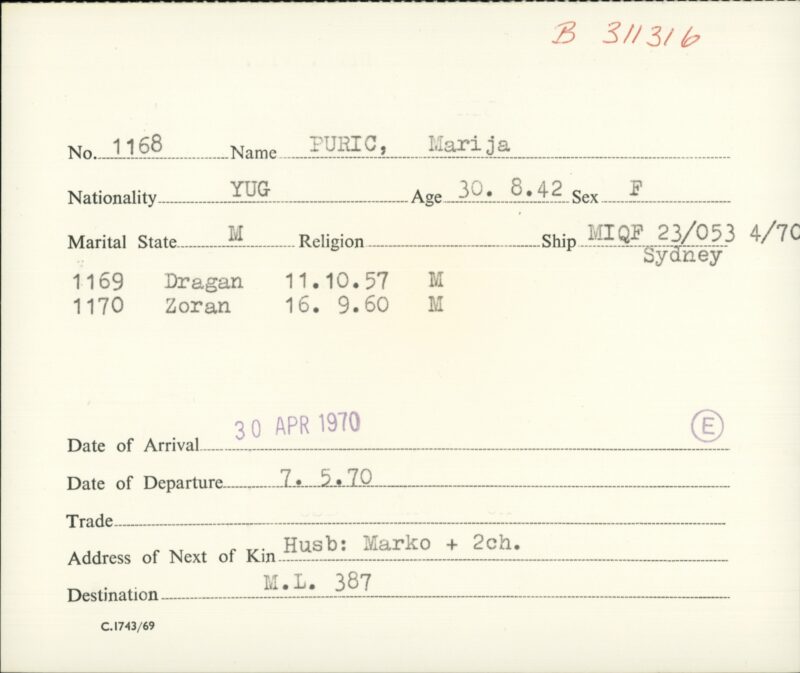 B 311316
No. 1168 Name PURIC, Marija
Nationality YUG Age 30. 8.42 Sex F
Marital State M Religion Ship MIQF 23/053 4/70
Sydney
1169 Dragan 11.10.57 M
1170 Zoran 16. 9.60 M
Date of Arrival 30 APR 1970 E
Date of Departure 7. 5.70
Trade
Address of Next of Kin Husb: Marko + 2ch.
Destination M.L. 387
C.1743/69